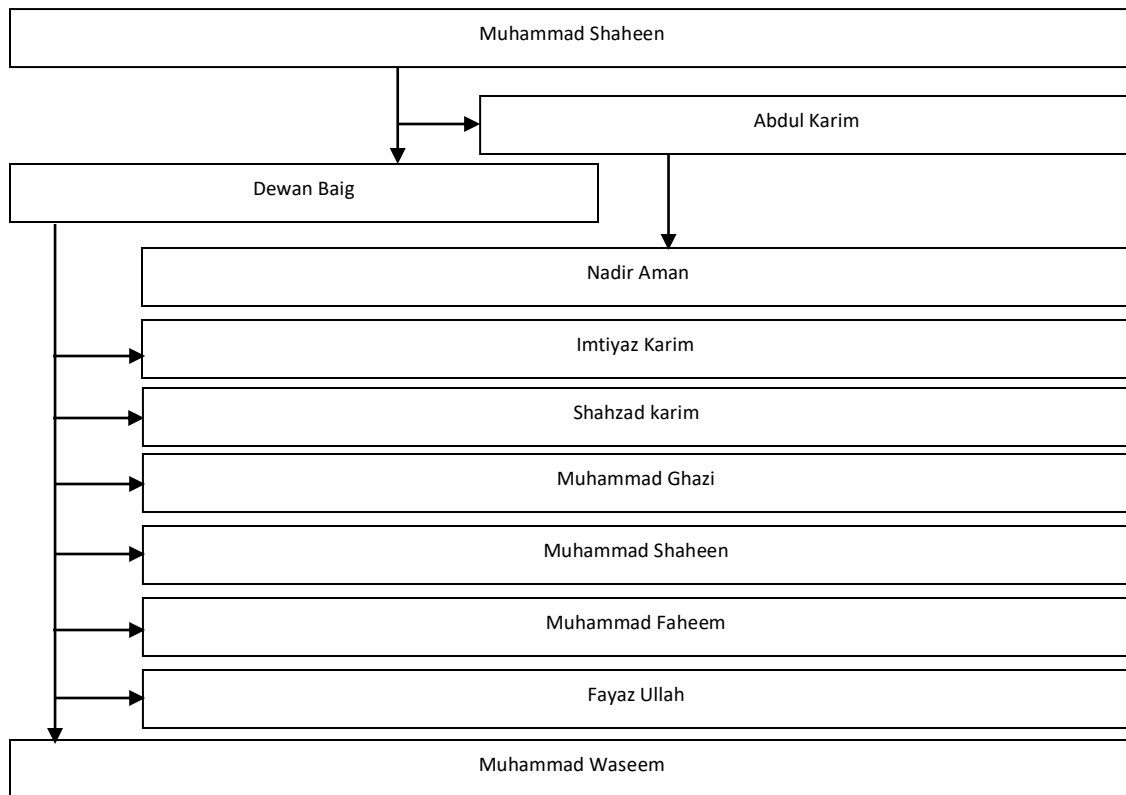 Muhammad Shaheen
Abdul Karim
Dewan Baig
Nadir Aman
Imtiyaz Karim
Shahzad karim
Muhammad Ghazi
Muhammad Shaheen
Muhammad Faheem
Fayaz Ullah
Muhammad Waseem